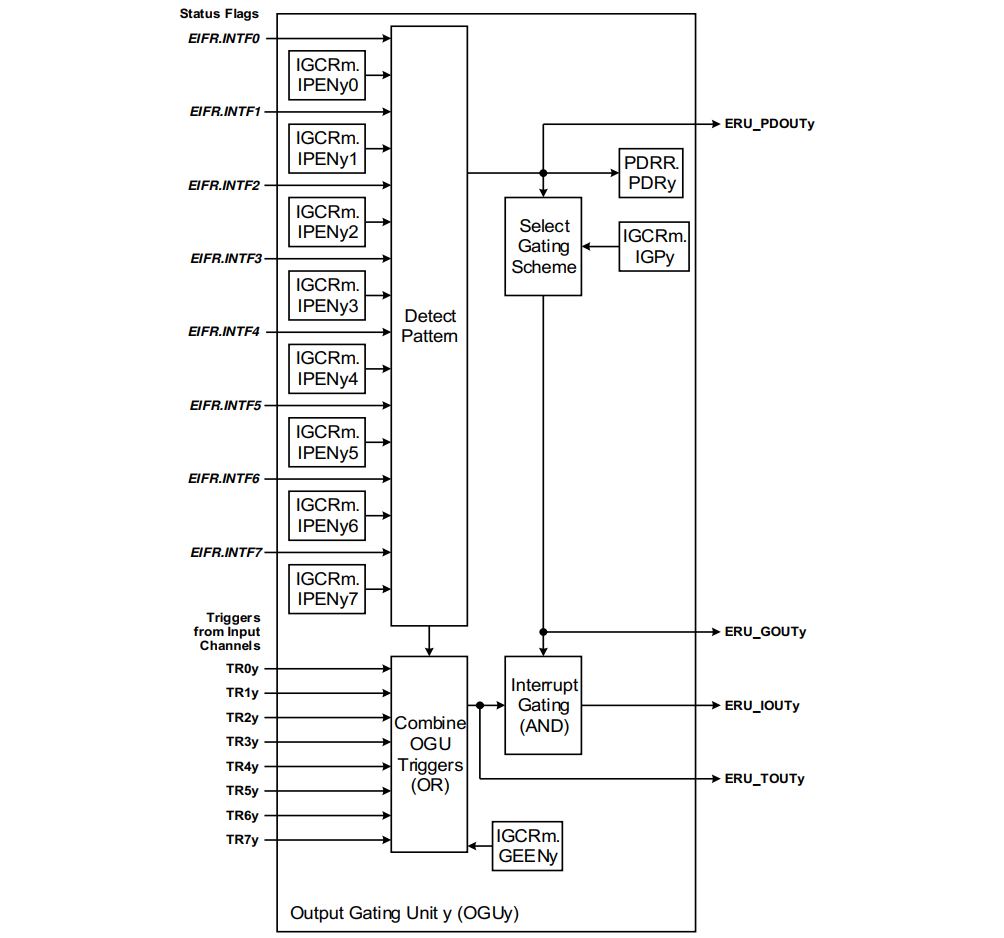 Status Flags
EIFR.INTF0
IGCRm.
IPENy0
EIFR.INTF1
IGCRm.
IPENy1
EIFR.INTF2
IGCRm.
IPENy2
EIFR.INTF3
IGCRm.
IPENy3
EIFR.INTF4
IGCRm.
IPENy4
EIFR.INTF5
IGCRm.
IPENy5
EIFR.INTF6
IGCRm.
IPENy6
EIFR.INTF7
IGCRm.
IPENy7
Detect
Pattern
ERU_PDOUTy
PDRR.
PDRy
Select
Gating
Scheme
IGCRm.
IGPy
Triggers
from Input
Channels
TR0y
TR1y
TR2y
TR3y
TR4y
TR5y
TR6y
TR7y
Combine
OGU
Triggers
(OR)
Interrupt
Gating
(AND)
ERU_GOUTy
ERU_IOUTy
ERU_TOUTy
IGCRm.
GEENy
Output Gating Unit y (OGUy)